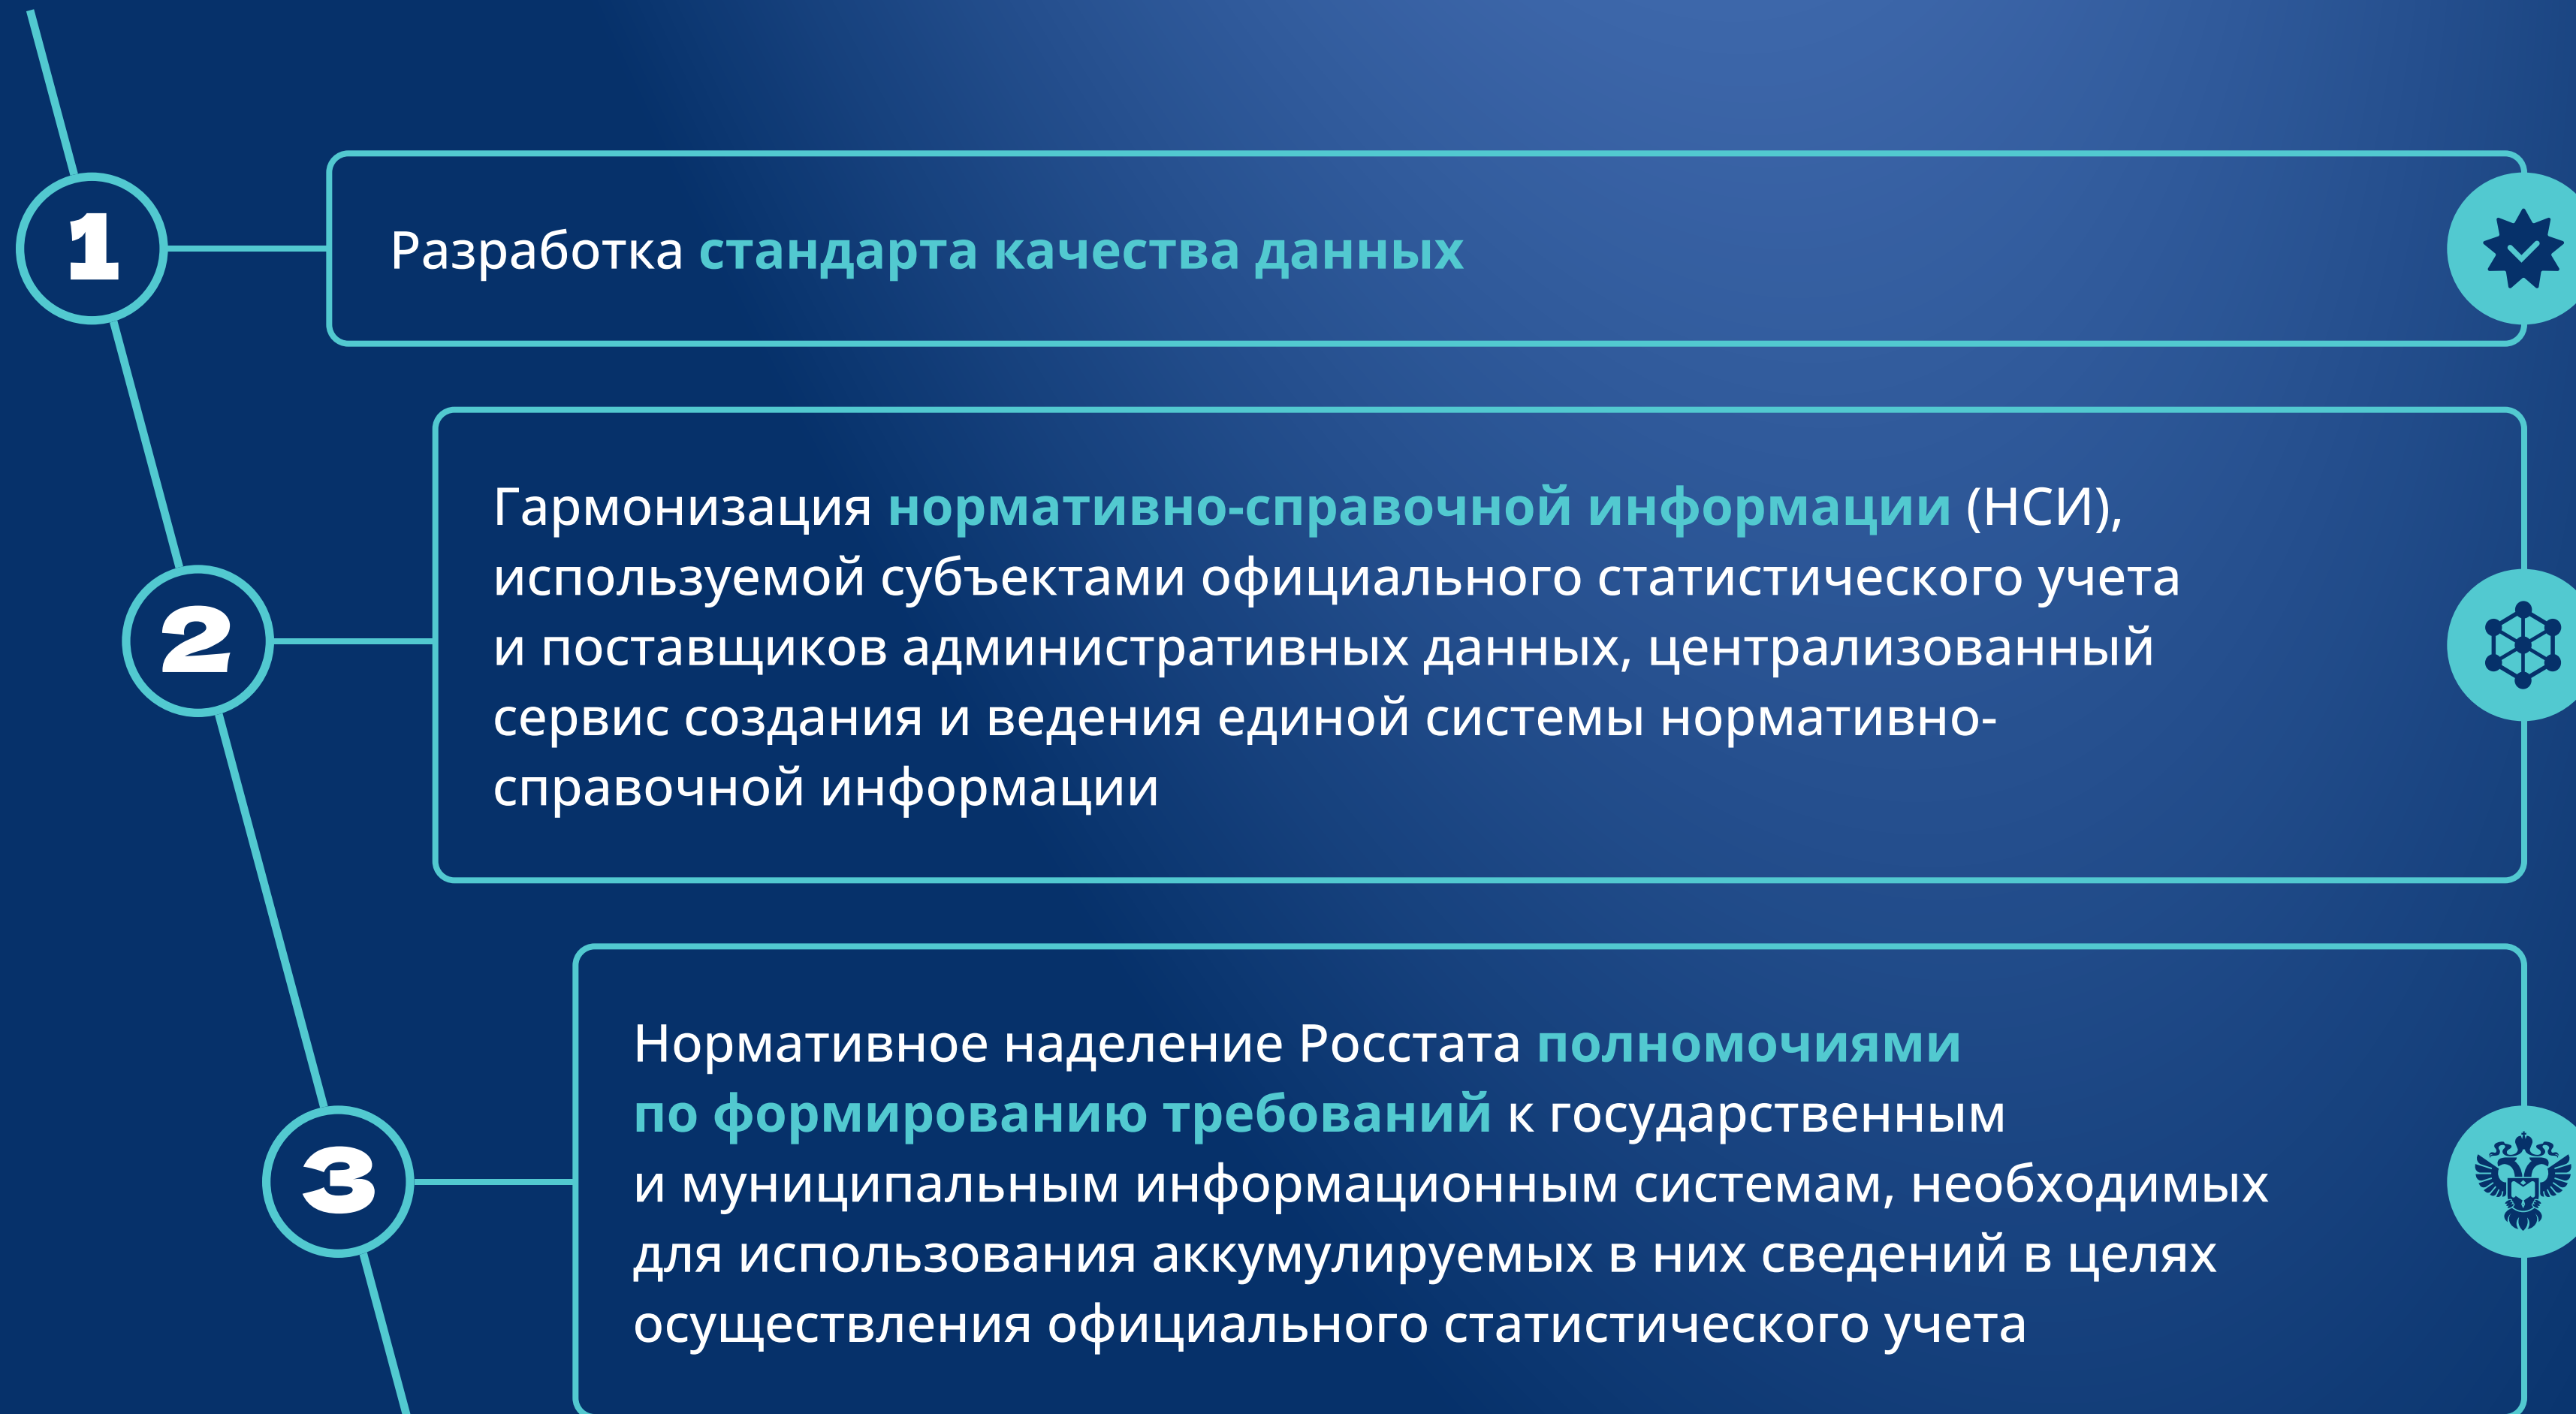 1
Разработка стандарта качества данных
2
Гармонизация нормативно-справочной информации (НСИ),
используемой субъектами официального статистического учета
и поставщиков административных данных, централизованный
сервис создания и ведения единой системы нормативно-
справочной информации
3
Нормативное наделение Росстата полномочиями
по формированию требований к государственным
и муниципальным информационным системам, необходимых
для использования аккумулируемых в них сведений в целях
осуществления официального статистического учета